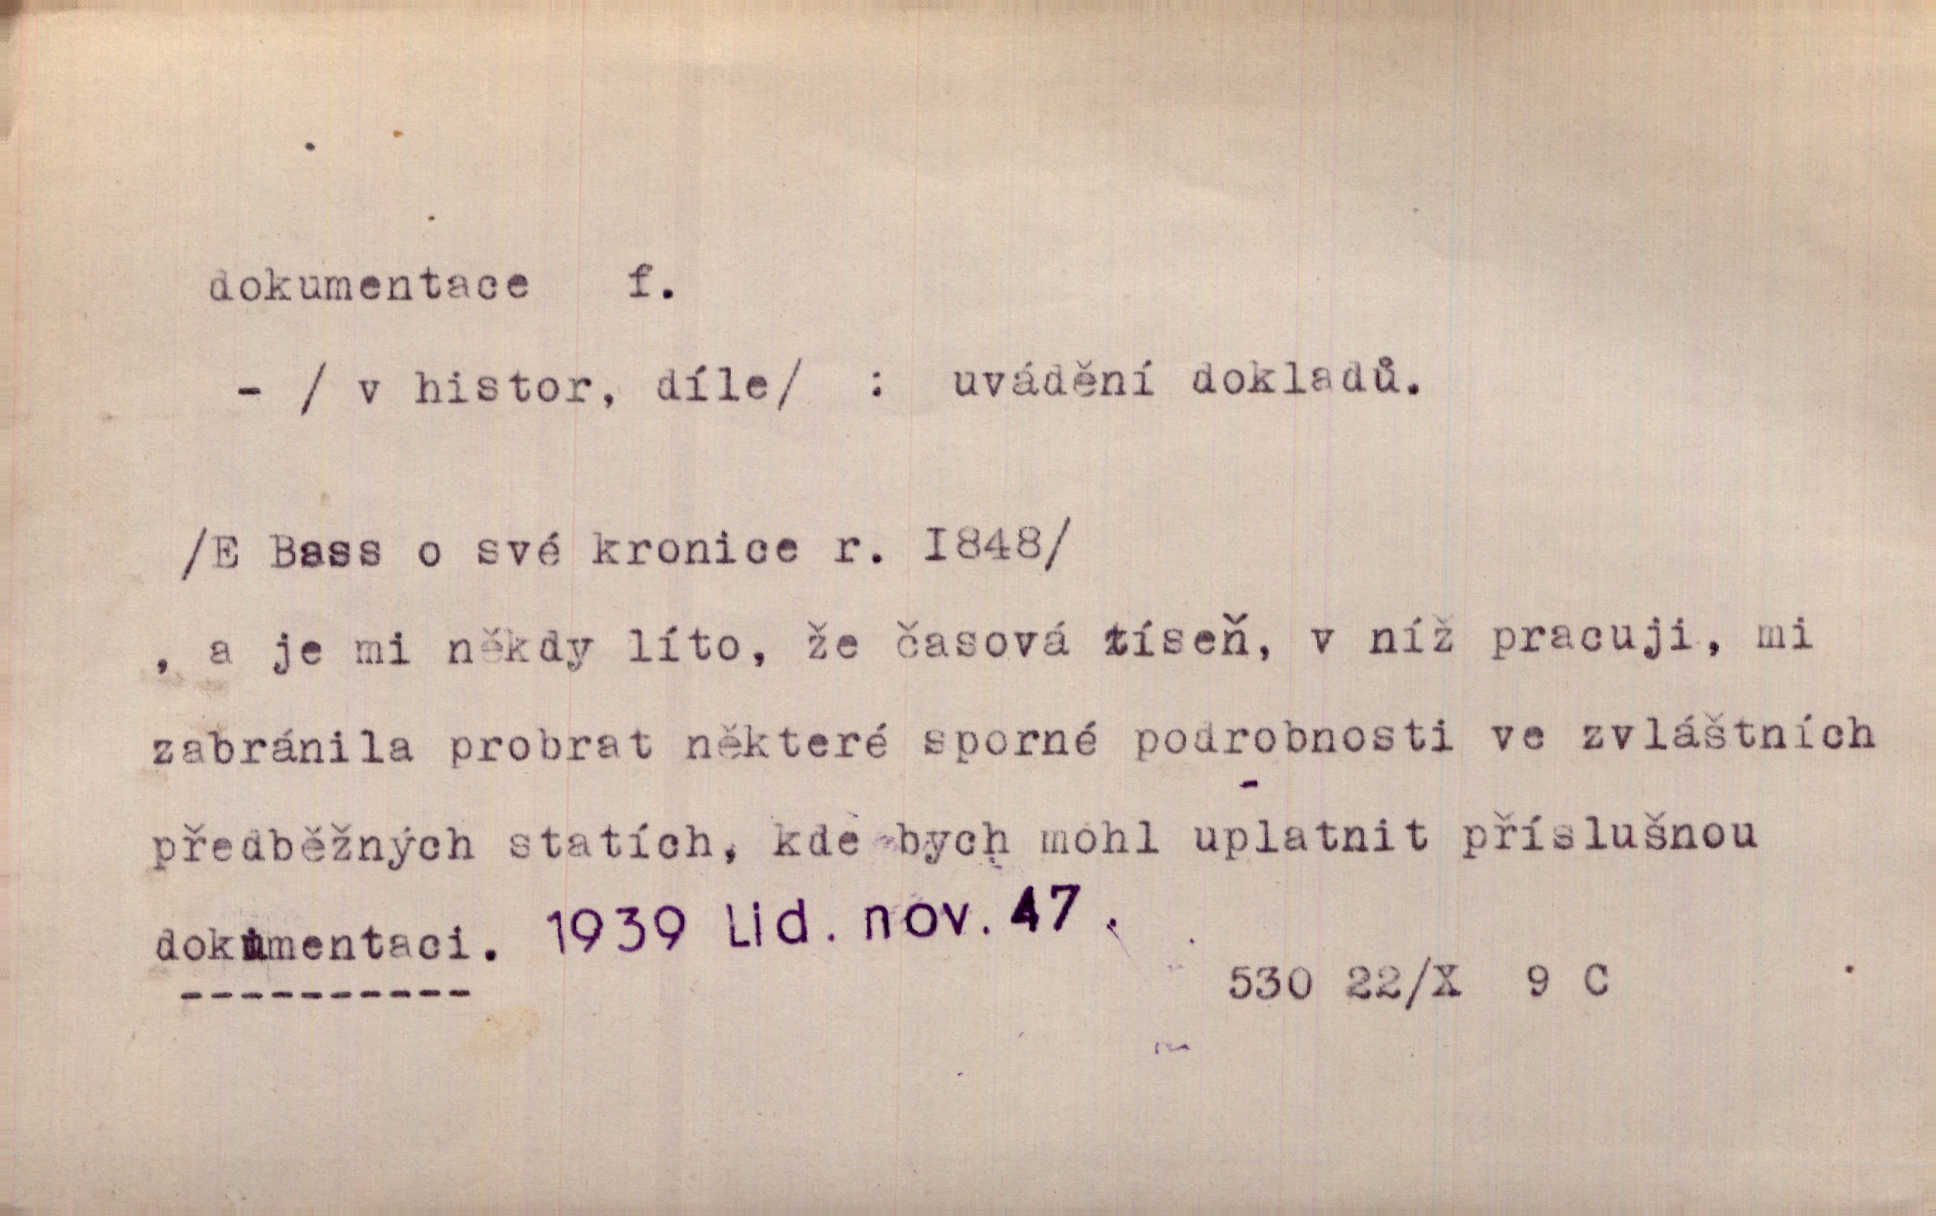 dokumentace f.
- / v histor, díle/ : uvádění dokladů.
/E Bass o své kronice r. I848/
, a je mi někdy líto, že časová tíseň, v níž pracuji, mi
zabránila probrat některé sporné podrobnosti ve zvláštních
předběžných statích, kde bych mohl uplatnit příslušnou
dokumentaci. 1939 Lid. nov. 47.
530 22/X 9 C